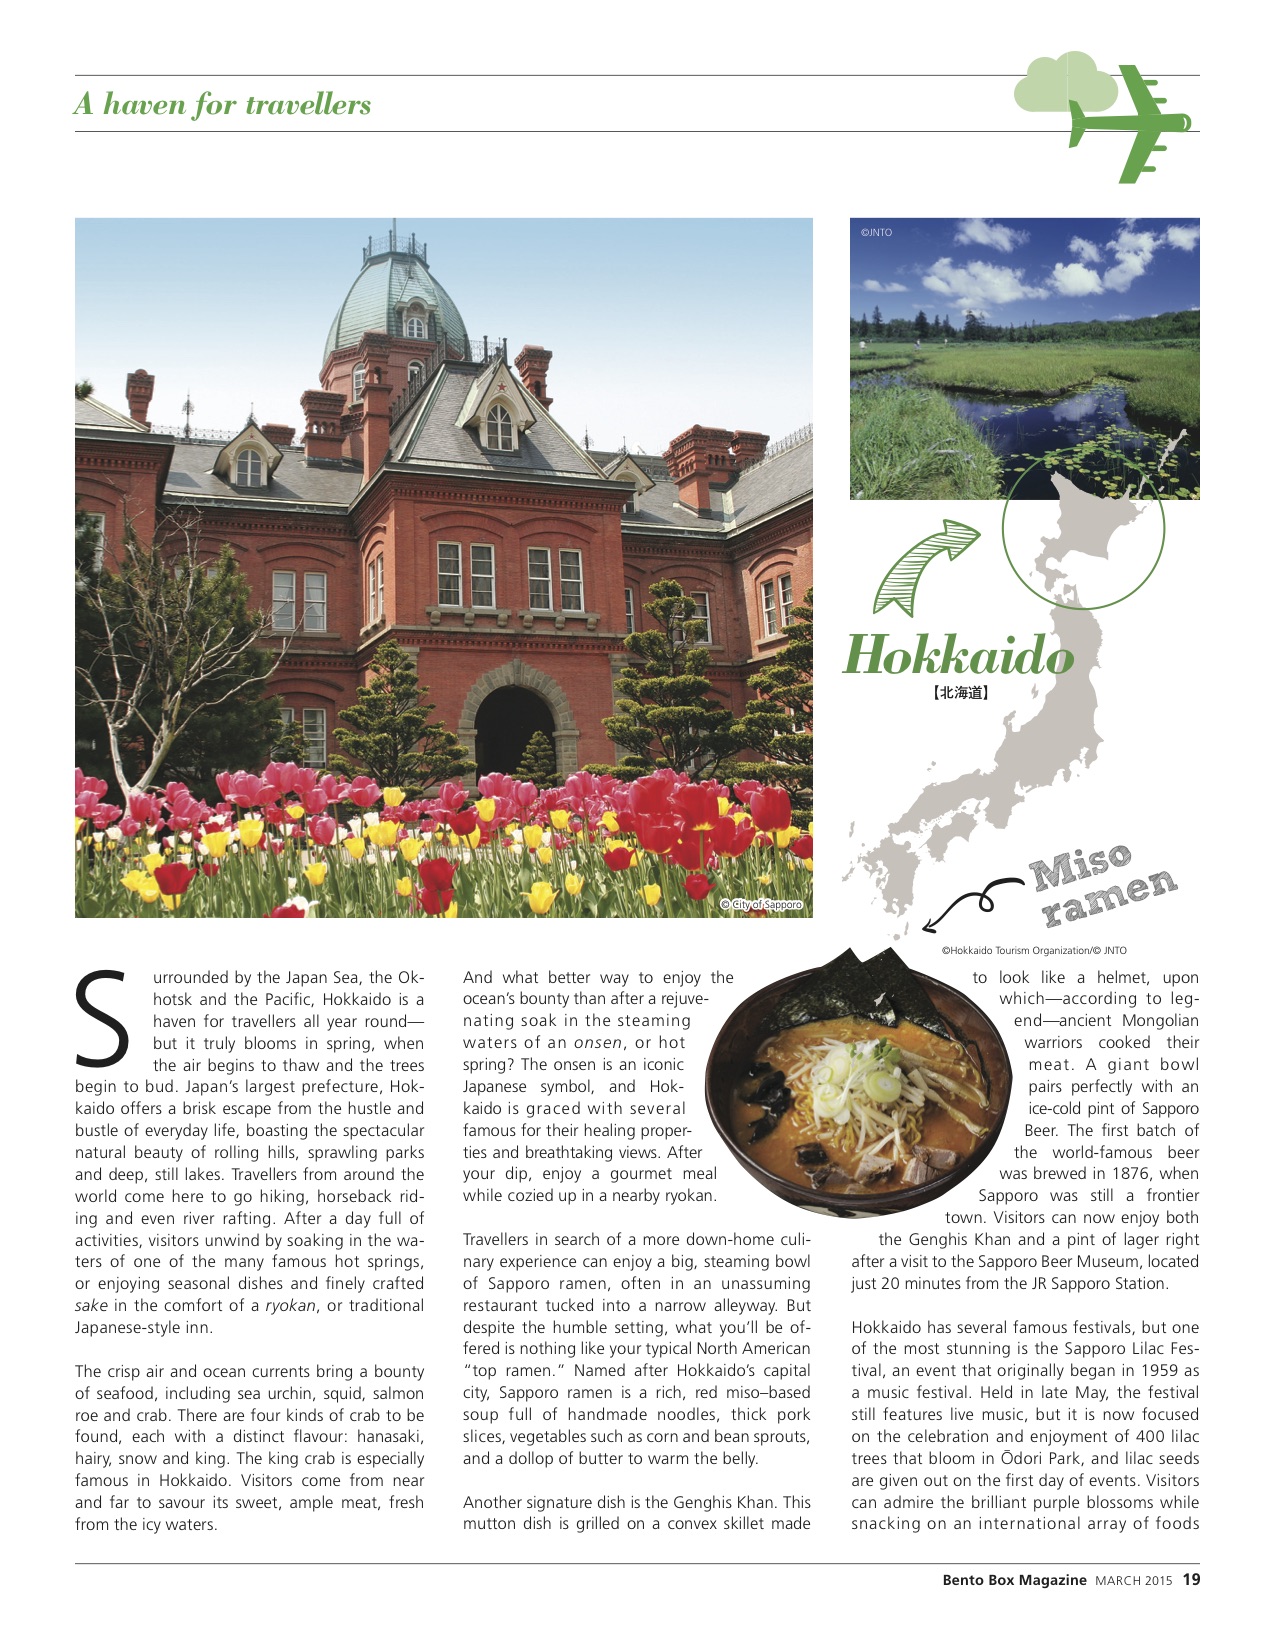 A haven for travellers
©JNTO
© City of Sapporo
Hokkaido
【北海道】
Miso
ramen
©Hokkaido Tourism Organization/© JNTO
Surrounded by the Japan Sea, the Ok-
hotsk and the Pacific, Hokkaido is a
haven for travellers all year round—
but it truly blooms in spring, when
the air begins to thaw and the trees
begin to bud. Japan’s largest prefecture, Hok-
kaido offers a brisk escape from the hustle and
bustle of everyday life, boasting the spectacular
natural beauty of rolling hills, sprawling parks
and deep, still lakes. Travellers from around the
world come here to go hiking, horseback rid-
ing and even river rafting. After a day full of
activities, visitors unwind by soaking in the wa-
ters of one of the many famous hot springs,
or enjoying seasonal dishes and finely crafted
sake in the comfort of a ryokan, or traditional
Japanese-style inn.
The crisp air and ocean currents bring a bounty
of seafood, including sea urchin, squid, salmon
roe and crab. There are four kinds of crab to be
found, each with a distinct flavour: hanasaki,
hairy, snow and king. The king crab is especially
famous in Hokkaido. Visitors come from near
and far to savour its sweet, ample meat, fresh
from the icy waters.
And what better way to enjoy the
ocean’s bounty than after a rejuve-
nating soak in the steaming
waters of an onsen, or hot
spring? The onsen is an iconic
Japanese symbol, and Hok-
kaido is graced with several
famous for their healing proper-
ties and breathtaking views. After
your dip, enjoy a gourmet meal
while cozied up in a nearby ryokan.
Travellers in search of a more down-home culi-
nary experience can enjoy a big, steaming bowl
of Sapporo ramen, often in an unassuming
restaurant tucked into a narrow alleyway. But
despite the humble setting, what you’ll be of-
fered is nothing like your typical North American
“top ramen.” Named after Hokkaido’s capital
city, Sapporo ramen is a rich, red miso–based
soup full of handmade noodles, thick pork
slices, vegetables such as corn and bean sprouts,
and a dollop of butter to warm the belly.
Another signature dish is the Genghis Khan. This
mutton dish is grilled on a convex skillet made
to look like a helmet, upon
which—according to leg-
end—ancient Mongolian
warriors cooked their
meat. A giant bowl
pairs perfectly with an
ice-cold pint of Sapporo
Beer. The first batch of
the world-famous beer
was brewed in 1876, when
Sapporo was still a frontier
town. Visitors can now enjoy both
the Genghis Khan and a pint of lager right
after a visit to the Sapporo Beer Museum, located
just 20 minutes from the JR Sapporo Station.
Hokkaido has several famous festivals, but one
of the most stunning is the Sapporo Lilac Fes-
tival, an event that originally began in 1959 as
a music festival. Held in late May, the festival
still features live music, but it is now focused
on the celebration and enjoyment of 400 lilac
trees that bloom in Ōdori Park, and lilac seeds
are given out on the first day of events. Visitors
can admire the brilliant purple blossoms while
snacking on an international array of foods
Bento Box Magazine MARCH 2015 19